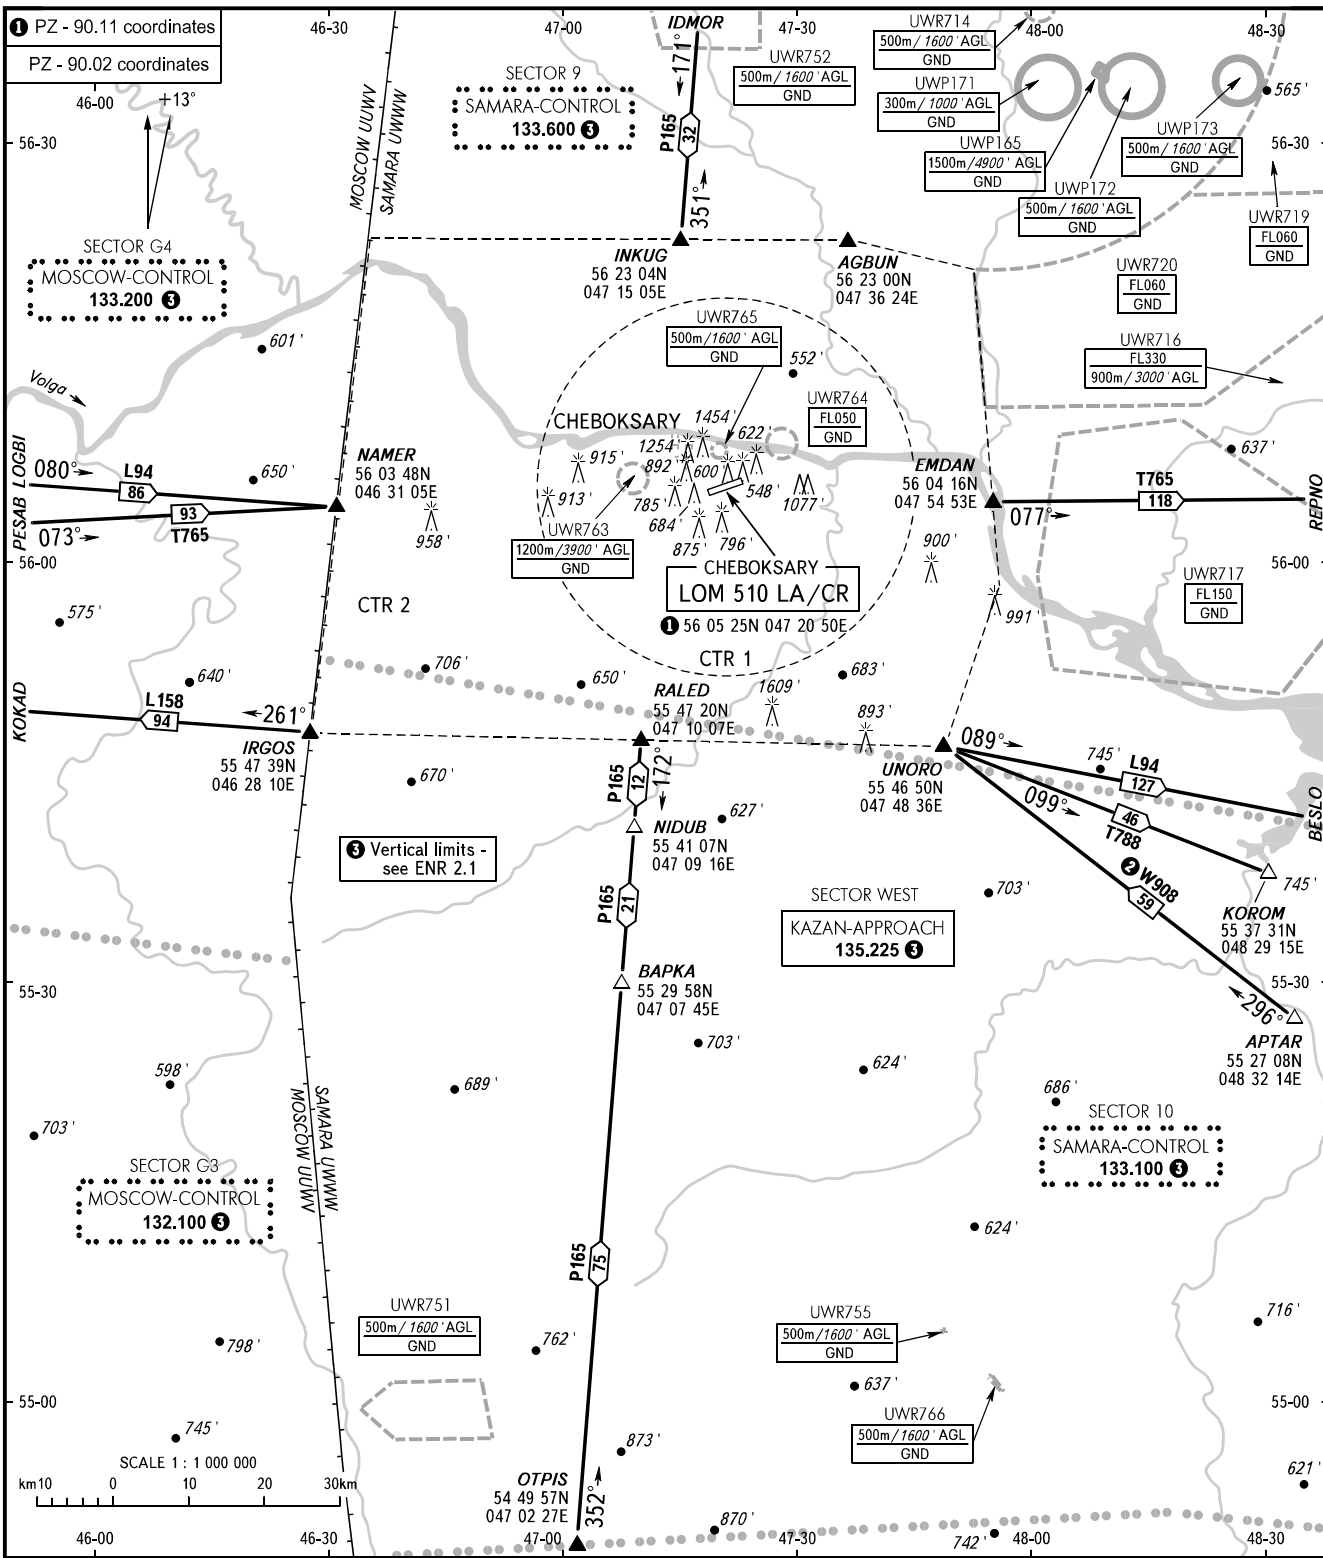 ❶ PZ - 90.11 coordinates
PZ - 90.02 coordinates
46-30
47-00
IDMOR
47-30
48-00
48-30
46-00
+13°
56-30
56-30
MOSCOW UUWV
SAMARA UWWW
SECTOR 9
SAMARA-CONTROL
133.600 ❸
171°
P165
32
351°
UWR752
500m/1600' AGL
GND
UWR714
500m/1600' AGL
GND
UWP171
300m/1000' AGL
GND
UWP165
1500m/4900' AGL
GND
UWP172
500m/1600' AGL
GND
UWP173
500m/1600' AGL
GND
565'
UWR719
FL060
GND
UWR720
FL060
GND
UWR716
FL330
900m/3000' AGL
SECTOR G4
MOSCOW-CONTROL
133.200 ❸
INKUG
56 23 04N
047 15 05E
AGBUN
56 23 00N
047 36 24E
UWR765
500m/1600' AGL
GND
601'
552'
Volga
UWR764
FL050
GND
CHEBOKSARY
1454'
1254'
622'
892'
600'
915'
913'
785'
548'
1077'
684'
875'
796'
637'
LOGBI
PESAB
080°
L94
86
93
T765
073°
650'
NAMER
56 03 48N
046 31 05E
958'
UWR763
1200m/3900' AGL
GND
EMDAN
56 04 16N
047 54 53E
077°
T765
118
REPNO
56-00
56-00
900'
991'
UWR717
FL150
GND
CHEBOKSARY
LOM 510 LA/CR
❶ 56 05 25N 047 20 50E
CTR 2
CTR 1
575'
640'
706'
650'
683'
1609'
893'
KOKAD
L158
94
261°
IRGOS
55 47 39N
046 28 10E
RALED
55 47 20N
047 10 07E
UNORO
55 46 50N
047 48 36E
089°
745'
L94
127
BESLO
099°
46
T788
❷ W908
59
745'
KOROM
55 37 31N
048 29 15E
670'
P165
12
172°
627'
NIDUB
55 41 07N
047 09 16E
❸ Vertical limits -
see ENR 2.1
P165
21
SECTOR WEST
KAZAN-APPROACH
135.225 ❸
703'
BAPKA
55 29 58N
047 07 45E
55-30
55-30
296°
APTAR
55 27 08N
048 32 14E
703'
624'
598'
689'
686'
703'
SAMARA UWWW
MOSCOW UUWV
SECTOR 10
SAMARA-CONTROL
133.100 ❸
SECTOR G3
MOSCOW-CONTROL
132.100 ❸
624'
P165
75
UWR751
500m/1600' AGL
GND
UWR755
500m/1600' AGL
GND
716'
798'
762'
637'
55-00
55-00
UWR766
500m/1600' AGL
GND
745'
873'
621'
SCALE 1 : 1 000 000
km10 0 10 20 30km
OTPIS
54 49 57N
047 02 27E
352°
870'
742'
46-00
46-30
47-00
47-30
48-00
48-30